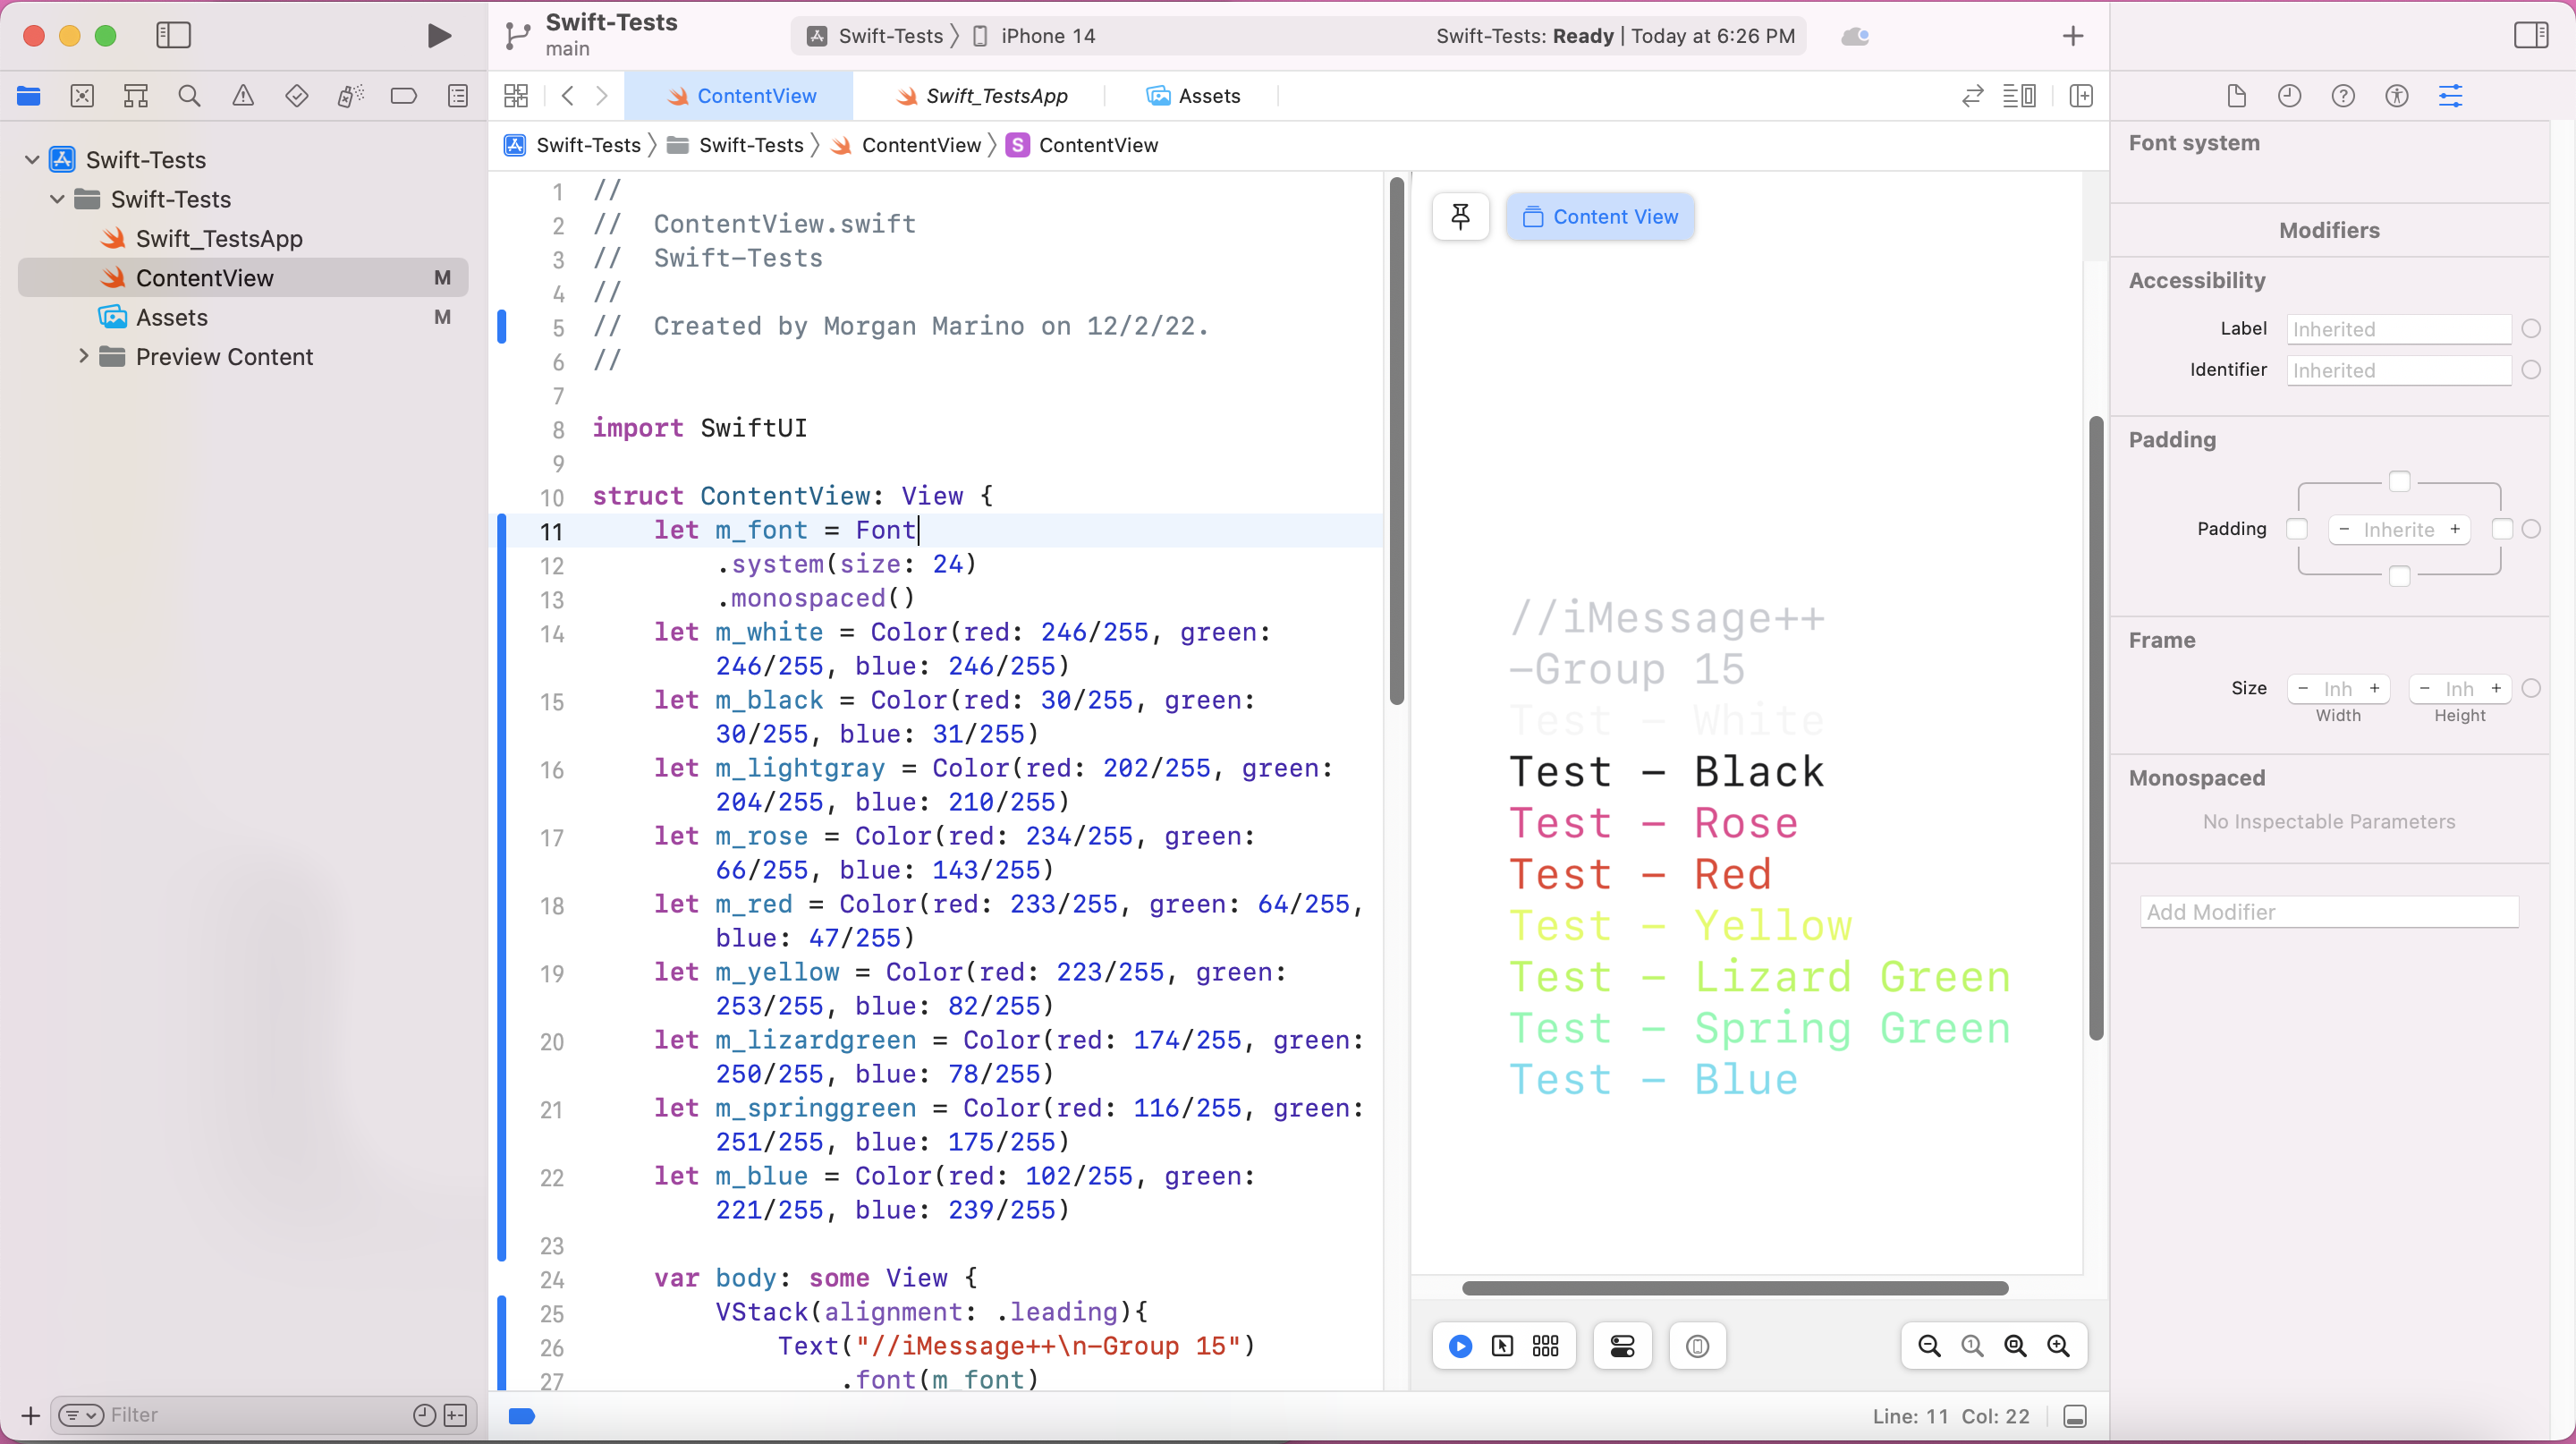 Swift-Tests
main
Swift-Tests
iPhone 14
Swift-Tests: Ready | Today at 6:26 PM
ContentView
Swift_TestsApp
Assets
Swift-Tests
Swift-Tests
ContentView
S
ContentView
Swift-Tests
Swift-Tests
Swift_TestsApp
ContentView M
Assets M
Preview Content
Filter
1 //
2 //  ContentView.swift
3 //  Swift-Tests
4 //
5 //  Created by Morgan Marino on 12/2/22.
6 //
7
8 import SwiftUI
9
10 struct ContentView: View {
11     let m_font = Font
12         .system(size: 24)
13         .monospaced()
14     let m_white = Color(red: 246/255, green:
246/255, blue: 246/255)
15     let m_black = Color(red: 30/255, green:
30/255, blue: 31/255)
16     let m_lightgray = Color(red: 202/255, green:
204/255, blue: 210/255)
17     let m_rose = Color(red: 234/255, green:
66/255, blue: 143/255)
18     let m_red = Color(red: 233/255, green: 64/255,
blue: 47/255)
19     let m_yellow = Color(red: 223/255, green:
253/255, blue: 82/255)
20     let m_lizardgreen = Color(red: 174/255, green:
250/255, blue: 78/255)
21     let m_springgreen = Color(red: 116/255, green:
251/255, blue: 175/255)
22     let m_blue = Color(red: 102/255, green:
221/255, blue: 239/255)
23
24     var body: some View {
25         VStack(alignment: .leading){
26             Text("//iMessage++\n-Group 15")
27                 .font(m_font)
Content View
//iMessage++
-Group 15
Test - White
Test - Black
Test - Rose
Test - Red
Test - Yellow
Test - Lizard Green
Test - Spring Green
Test - Blue
Line: 11 Col: 22
Font system
Modifiers
Accessibility
Label Inherited
Identifier Inherited
Padding
Padding - Inherite +
Frame
Size - Inh + - Inh +
Width Height
Monospaced
No Inspectable Parameters
Add Modifier